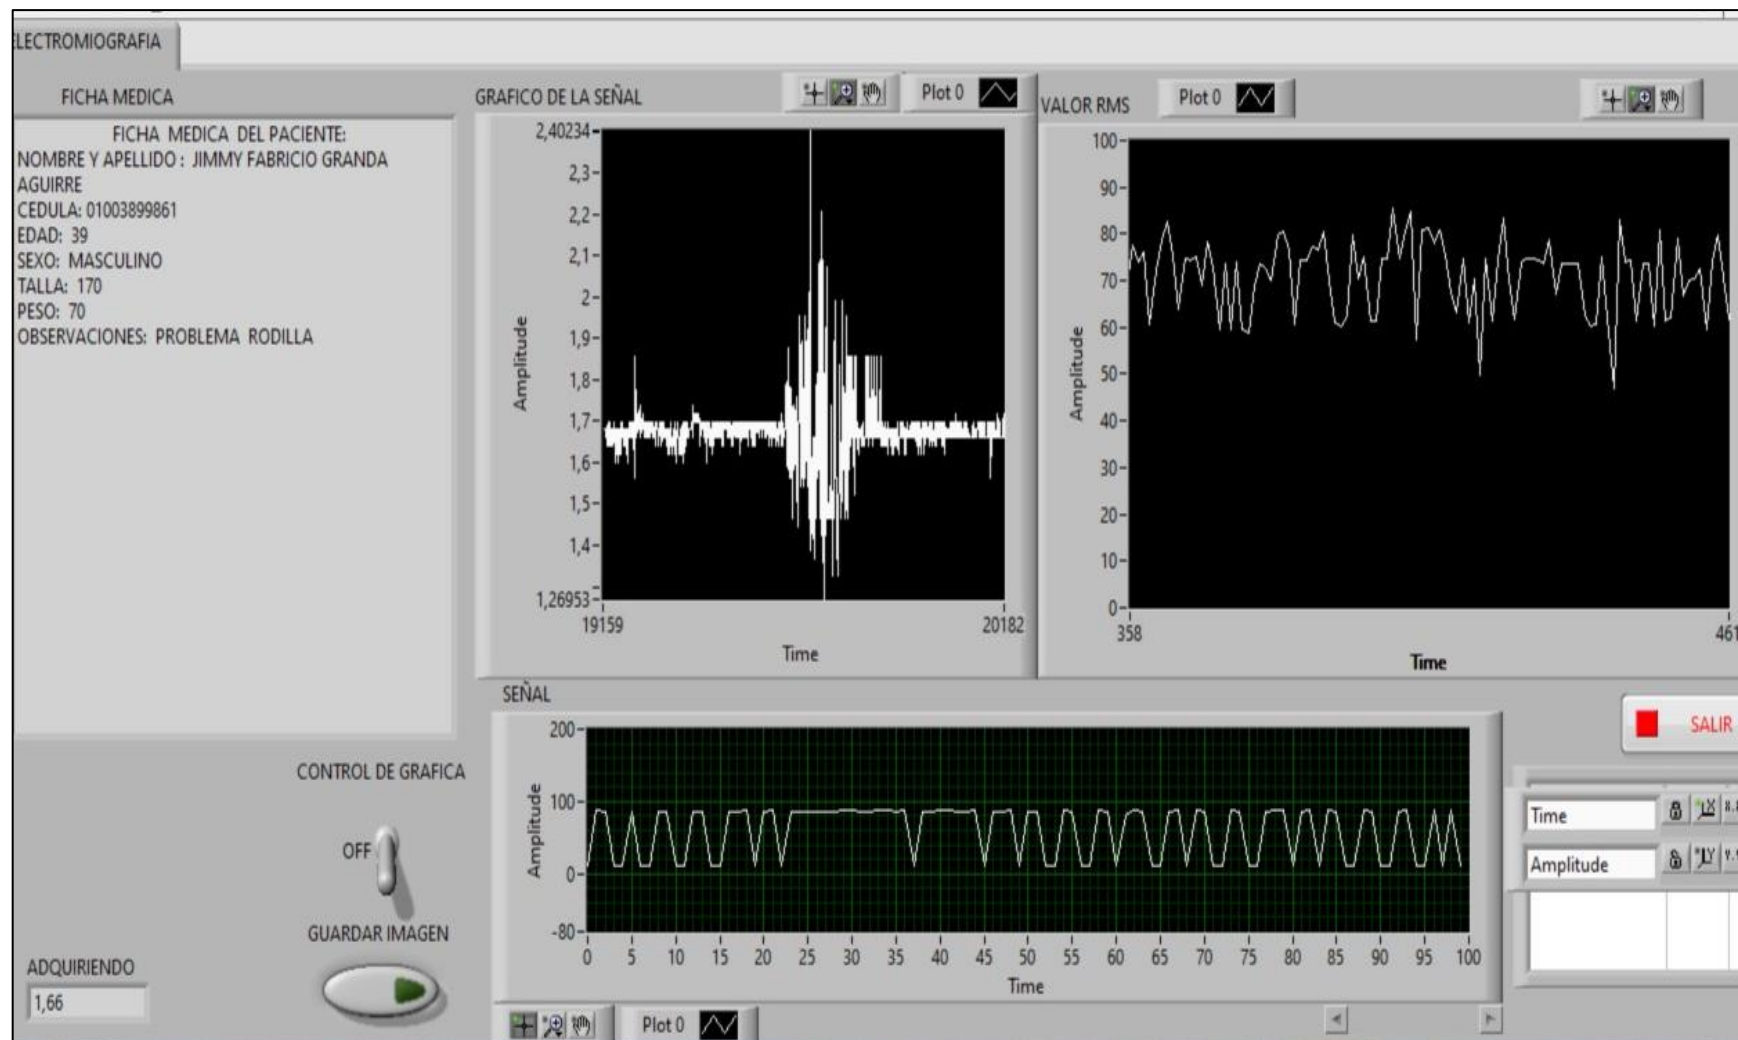 ELECTROMIOGRAFIA
FICHA MEDICA
FICHA MEDICA DEL PACIENTE:
NOMBRE Y APELLIDO : JIMMY FABRICIO GRANDA
AGUIRRE
CEDULA: 01003899861
EDAD: 39
SEXO: MASCULINO
TALLA: 170
PESO: 70
OBSERVACIONES: PROBLEMA RODILLA
GRAFICO DE LA SEÑAL
Plot 0
2,40234
2,3
2,2
2,1
2
1,9
1,8
1,7
1,6
1,5
1,4
1,26953
Amplitude
19159
20182
Time
VALOR RMS
Plot 0
100
90
80
70
60
50
40
30
20
10
0
Amplitude
358
461
Time
SEÑAL
200
100
0
-80
Amplitude
0 5 10 15 20 25 30 35 40 45 50 55 60 65 70 75 80 85 90 95 100
Time
Plot 0
SALIR
Time
Amplitude
CONTROL DE GRAFICA
OFF
GUARDAR IMAGEN
ADQUIRIENDO
1,66